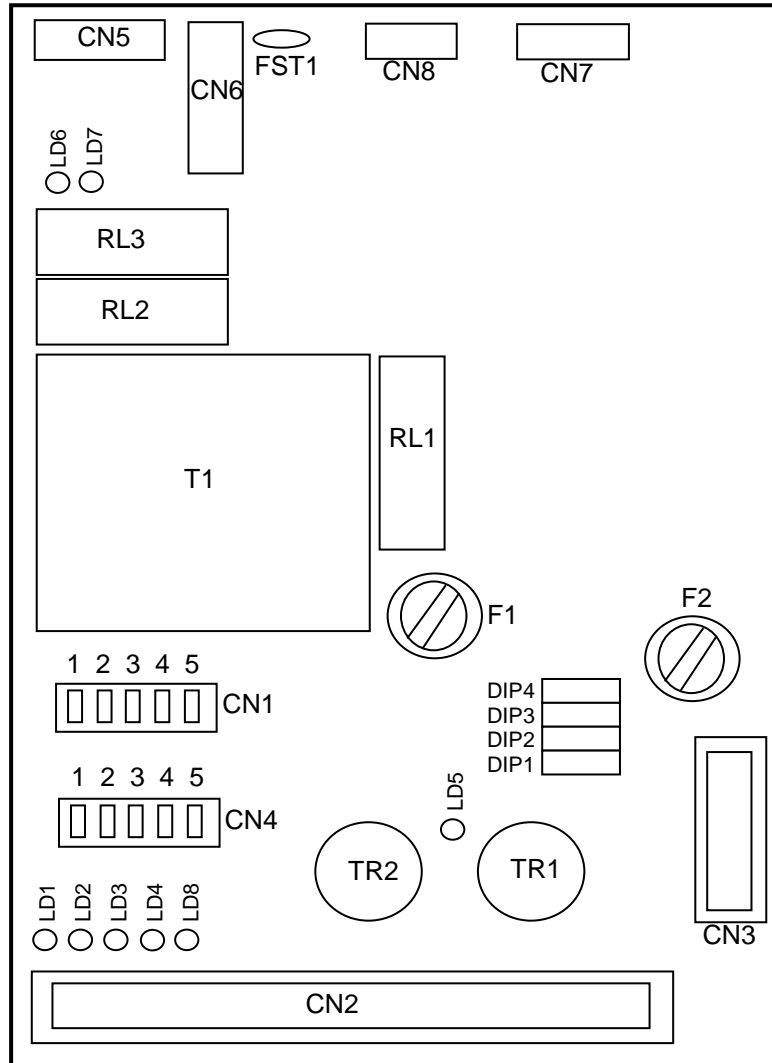 CN5
CN6
FST1
CN8
CN7
LD6
LD7
RL3
RL2
T1
RL1
F1
F2
1 2 3 4 5
CN1
DIP4
DIP3
DIP2
DIP1
1 2 3 4 5
CN4
LD5
TR2
TR1
LD1
LD2
LD3
LD4
LD8
CN3
CN2